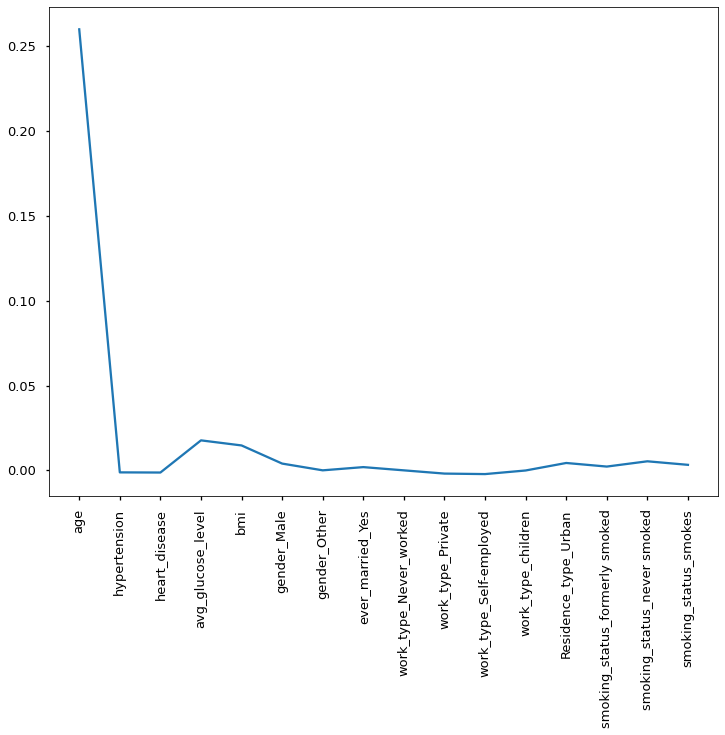 0.25
0.20
0.15
0.10
0.05
0.00
age
hypertension
heart_disease
avg_glucose_level
bmi
gender_Male
gender_Other
ever_married_Yes
work_type_Never_worked
work_type_Private
work_type_Self-employed
work_type_children
Residence_type_Urban
smoking_status_formerly smoked
smoking_status_never smoked
smoking_status_smokes